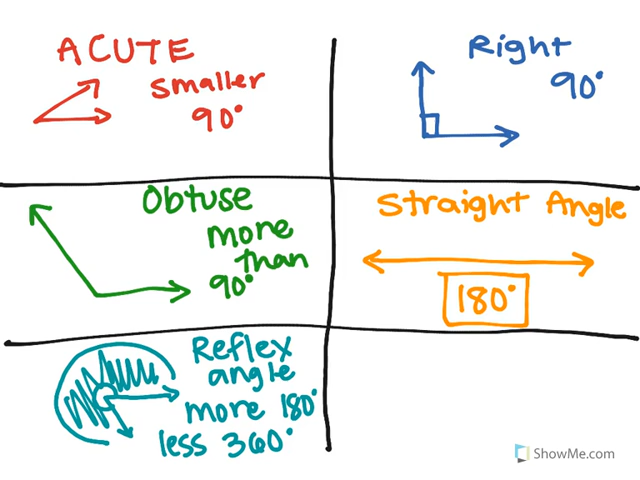 ACUTE
smaller
90°
Right
90°
Obtuse
more
than
90°
Straight Angle
180°
Reflex
angle
more 180°
less 360°
ShowMe.com